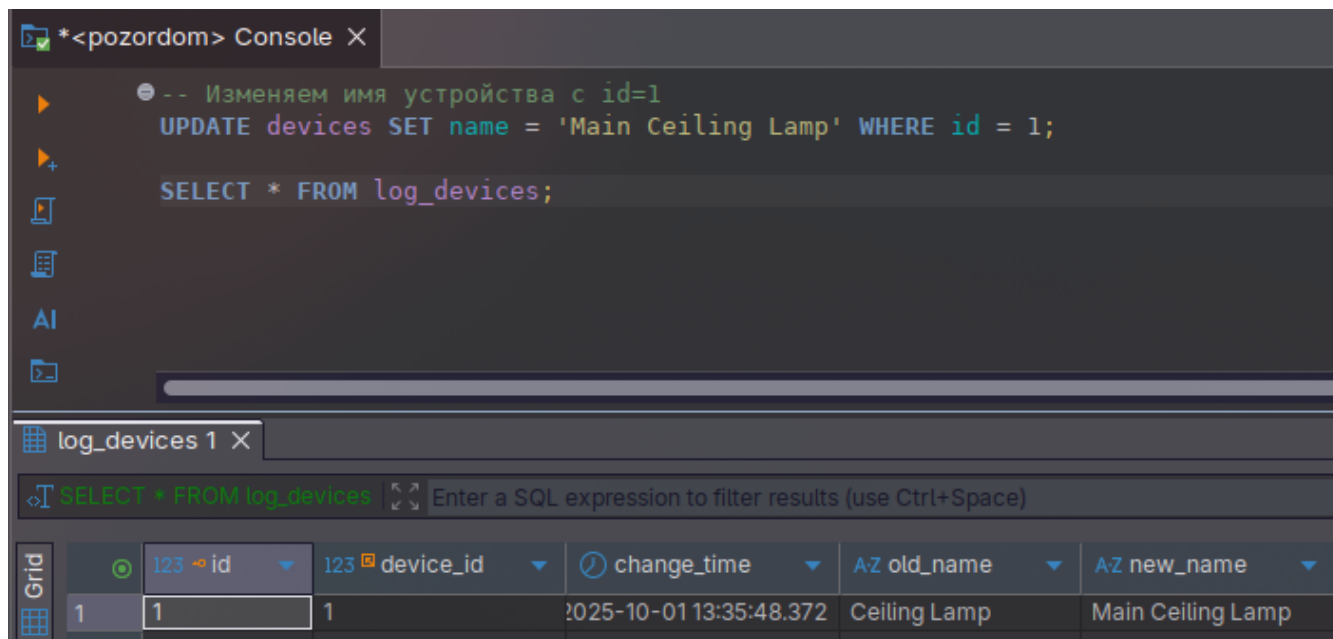 *<pozordom> Console
-- Изменяем имя устройства с id=1
UPDATE devices SET name = 'Main Ceiling Lamp' WHERE id = 1;
SELECT * FROM log_devices;
AI
log_devices 1
SELECT * FROM log_devices Enter a SQL expression to filter results (use Ctrl+Space)
Grid
123 id 123 device_id change_time A-Z old_name A-Z new_name
1 1 1 2025-10-01 13:35:48.372 Ceiling Lamp Main Ceiling Lamp